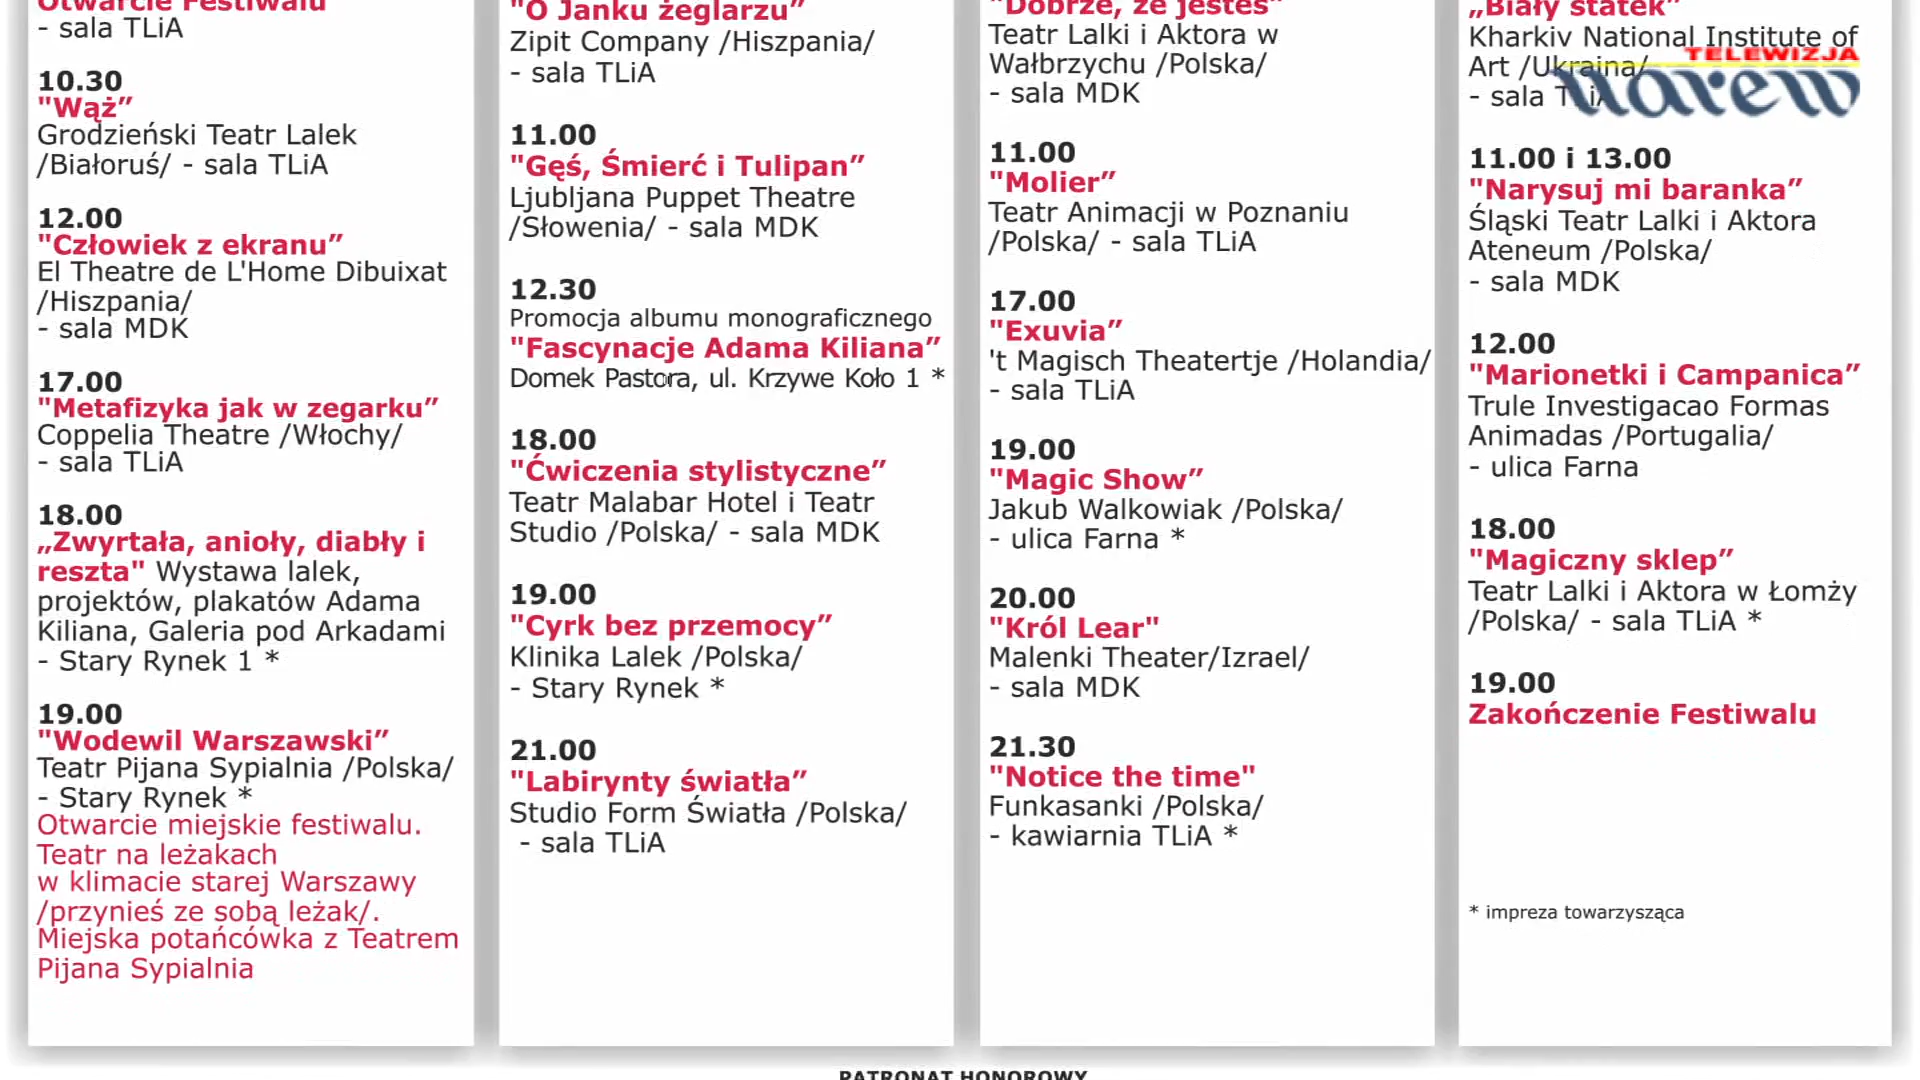 Otwarcie Festiwalu
- sala TLiA
10.30
"Wąż”
Grodzieński Teatr Lalek
/Białoruś/ - sala TLiA
12.00
"Człowiek z ekranu”
El Theatre de L'Home Dibuixat
/Hiszpania/
- sala MDK
17.00
"Metafizyka jak w zegarku”
Coppelia Theatre /Włochy/
- sala TLiA
18.00
„Zwyrtała, anioły, diabły i
reszta" Wystawa lalek,
projektów, plakatów Adama
Kiliana, Galeria pod Arkadami
- Stary Rynek 1 *
19.00
"Wodewil Warszawski”
Teatr Pijana Sypialnia /Polska/
- Stary Rynek *
Otwarcie miejskie festiwalu.
Teatr na leżakach
w klimacie starej Warszawy
/przynieś ze sobą leżak/.
Miejska potańcówka z Teatrem
Pijana Sypialnia
"O Janku żeglarzu”
Zipit Company /Hiszpania/
- sala TLiA
11.00
"Gęś, Śmierć i Tulipan”
Ljubljana Puppet Theatre
/Słowenia/ - sala MDK
12.30
Promocja albumu monograficznego
"Fascynacje Adama Kiliana”
Domek Pastora, ul. Krzywe Koło 1 *
18.00
"Ćwiczenia stylistyczne”
Teatr Malabar Hotel i Teatr
Studio /Polska/ - sala MDK
19.00
"Cyrk bez przemocy”
Klinika Lalek /Polska/
- Stary Rynek *
21.00
"Labirynty światła”
Studio Form Światła /Polska/
- sala TLiA
"Dobrze, że jesteś”
Teatr Lalki i Aktora w
Wałbrzychu /Polska/
- sala MDK
11.00
"Molier”
Teatr Animacji w Poznaniu
/Polska/ - sala TLiA
17.00
"Exuvia”
't Magisch Theatertje /Holandia/
- sala TLiA
19.00
"Magic Show”
Jakub Walkowiak /Polska/
- ulica Farna *
20.00
"Król Lear"
Malenki Theater/Izrael/
- sala MDK
21.30
"Notice the time"
Funkasanki /Polska/
- kawiarnia TLiA *
„Biały statek”
Kharkiv National Institute of
Art /Ukraina/
- sala TLiA
TELEWIZJA
narew
11.00 i 13.00
"Narysuj mi baranka”
Śląski Teatr Lalki i Aktora
Ateneum /Polska/
- sala MDK
12.00
"Marionetki i Campanica”
Trule Investigacao Formas
Animadas /Portugalia/
- ulica Farna
18.00
"Magiczny sklep”
Teatr Lalki i Aktora w Łomży
/Polska/ - sala TLiA *
19.00
Zakończenie Festiwalu
* impreza towarzysząca
PATRONAT HONOROWY